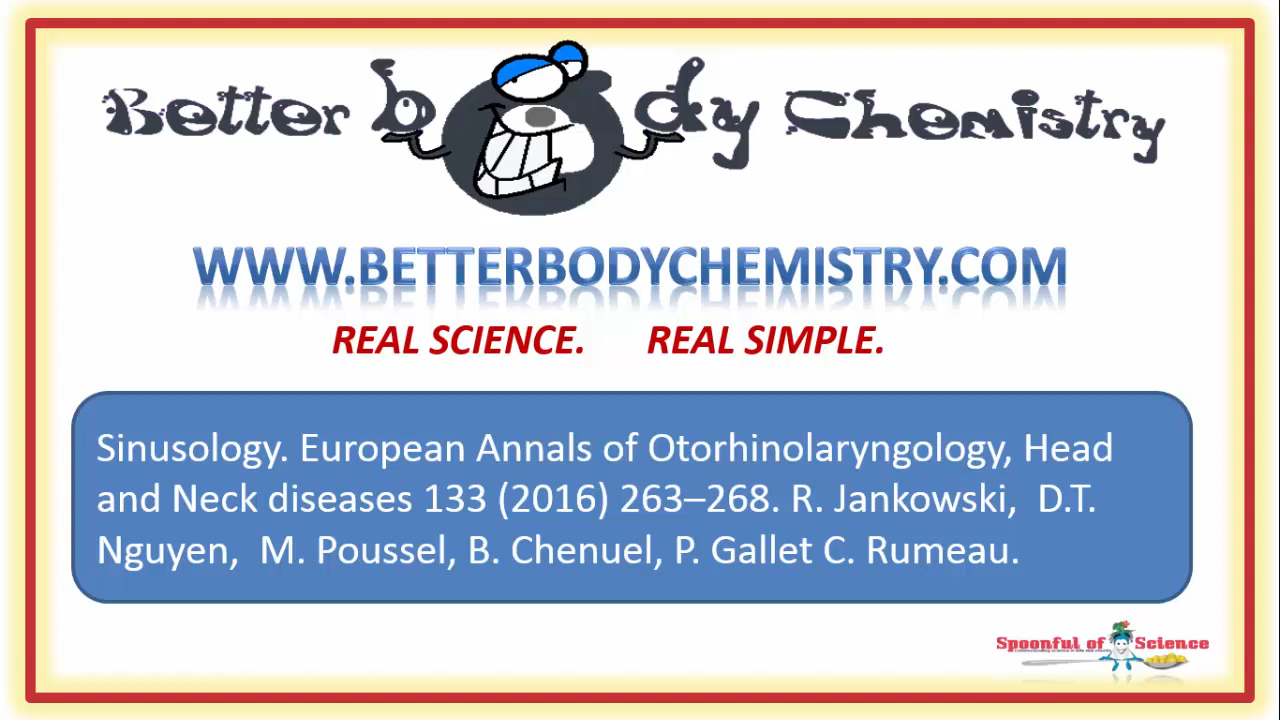 Better body Chemistry
WWW.BETTERBODYCHEMISTRY.COM
REAL SCIENCE. REAL SIMPLE.
Sinusology. European Annals of Otorhinolaryngology, Head
and Neck diseases 133 (2016) 263–268. R. Jankowski, D.T.
Nguyen, M. Poussel, B. Chenuel, P. Gallet C. Rumeau.
Spoonful of Science